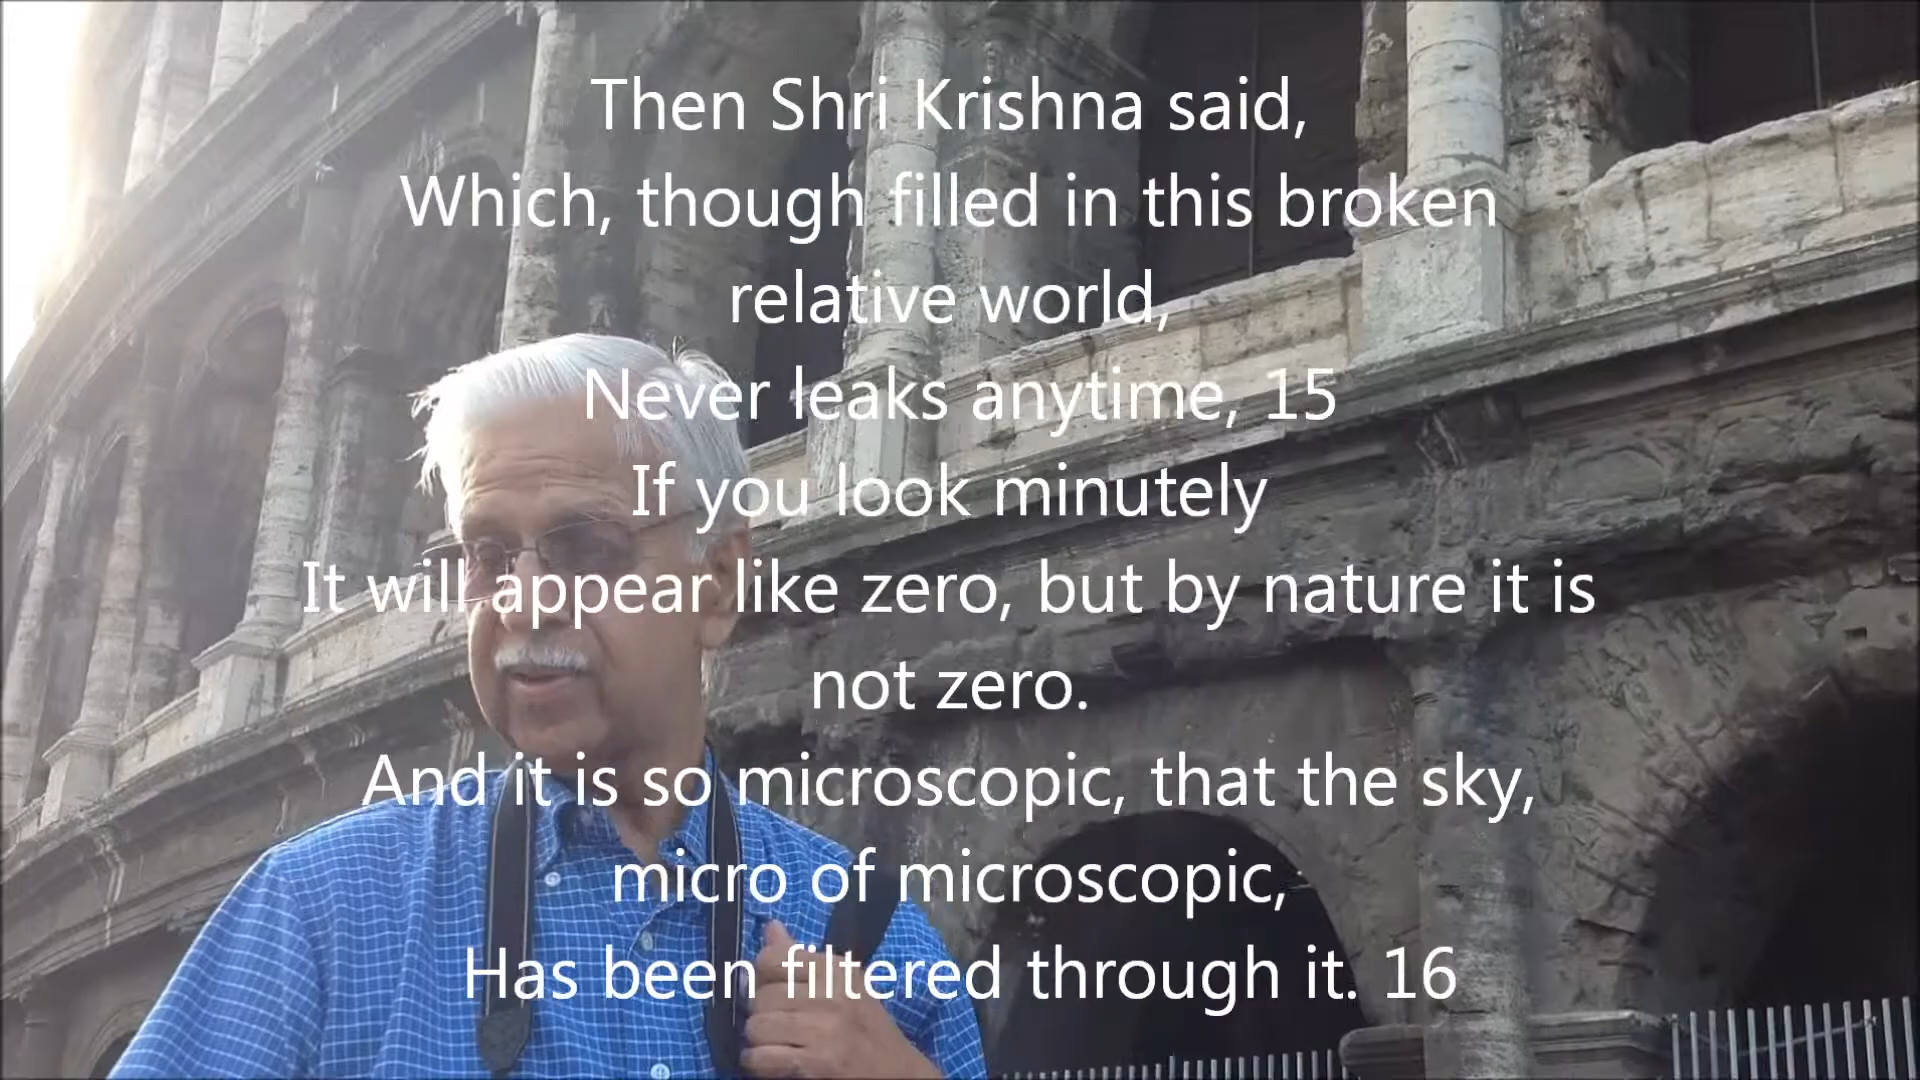 Then Shri Krishna said,
Which, though filled in this broken
relative world,
Never leaks anytime, 15
If you look minutely
It will appear like zero, but by nature it is
not zero.
And it is so microscopic, that the sky,
micro of microscopic,
Has been filtered through it. 16